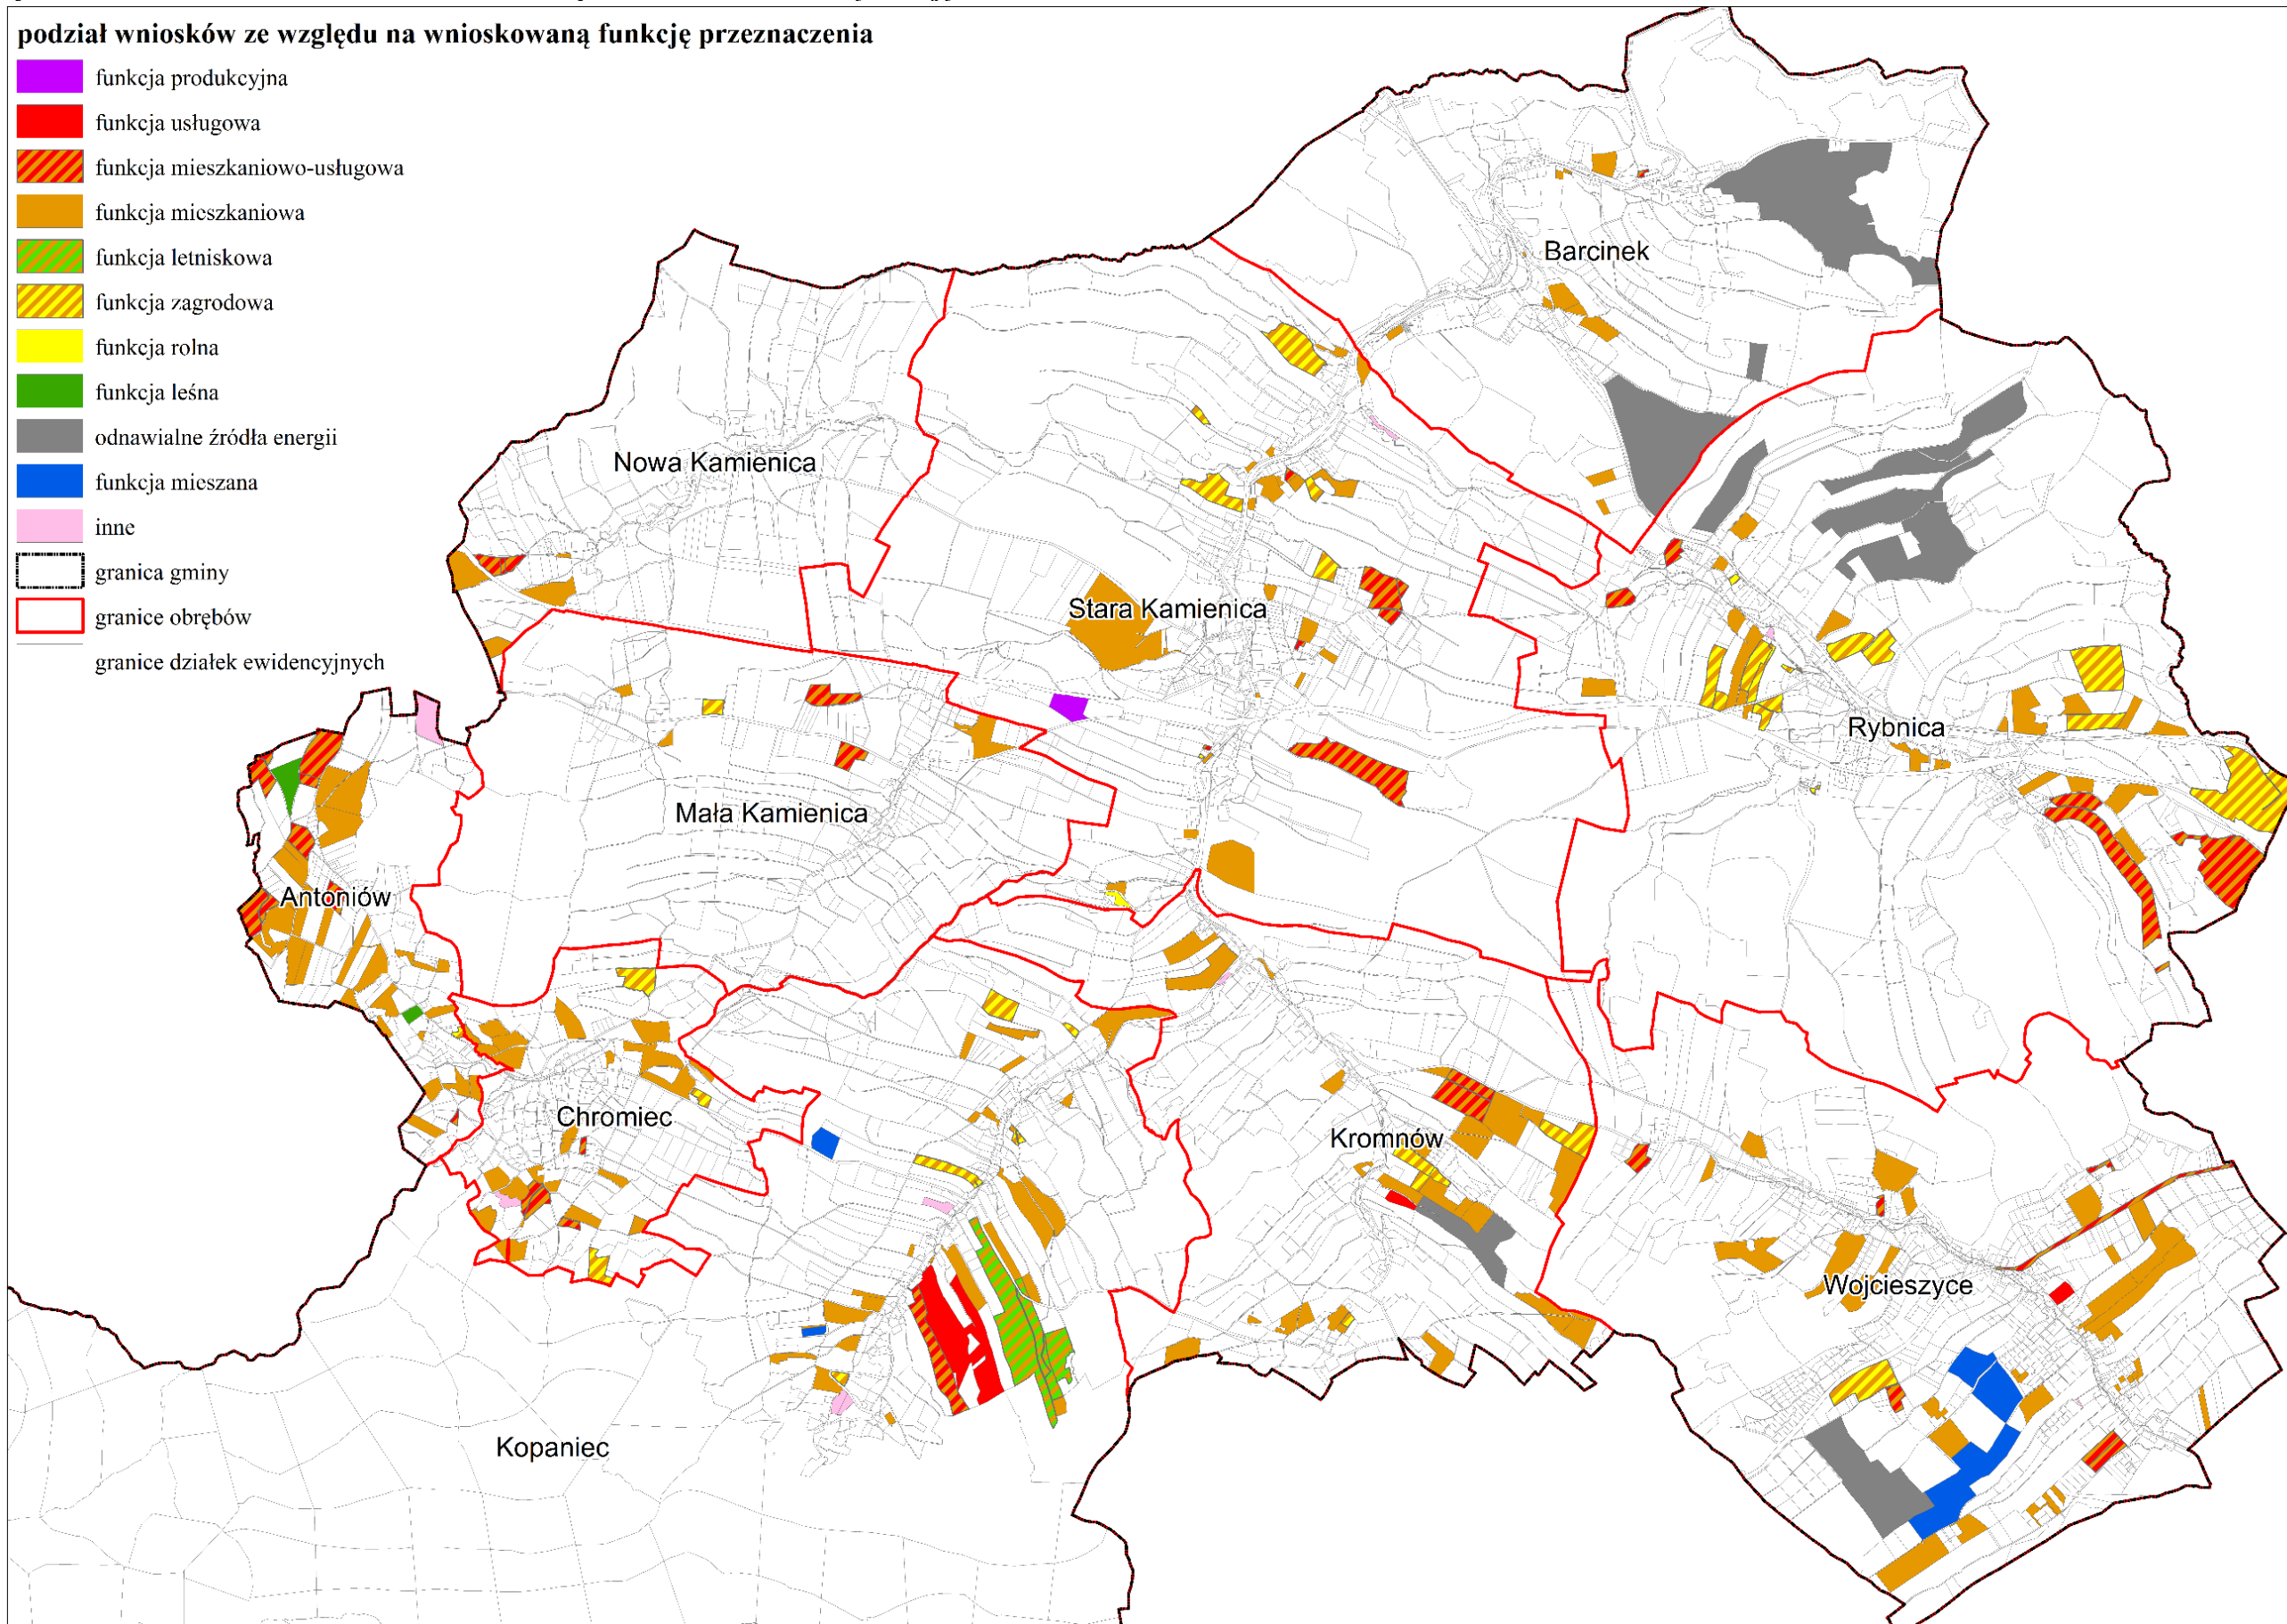 podział wniosków ze względu na wnioskowaną funkcję przeznaczenia
funkcja produkcyjna
funkcja usługowa
funkcja mieszkaniowo-usługowa
funkcja mieszkaniowa
funkcja letniskowa
funkcja zagrodowa
funkcja rolna
funkcja leśna
odnawialne źródła energii
funkcja mieszana
inne
granica gminy
granice obrębów
granice działek ewidencyjnych
Barcinek
Nowa Kamienica
Stara Kamienica
Rybnica
Mała Kamienica
Antoniów
Chromiec
Kromnów
Wojcieszyce
Kopaniec